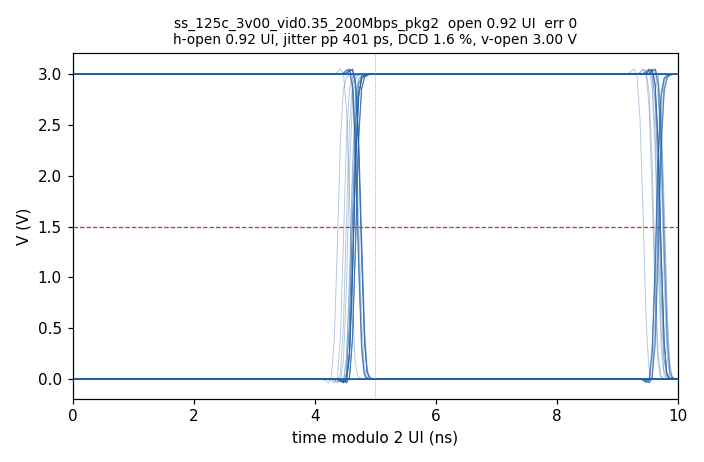 ss_125c_3v00_vid0.35_200Mbps_pkg2  open 0.92 UI  err 0
h-open 0.92 UI, jitter pp 401 ps, DCD 1.6 %, v-open 3.00 V
3.0
2.5
2.0
1.5
1.0
0.5
0.0
V (V)
0 2 4 6 8 10
time modulo 2 UI (ns)